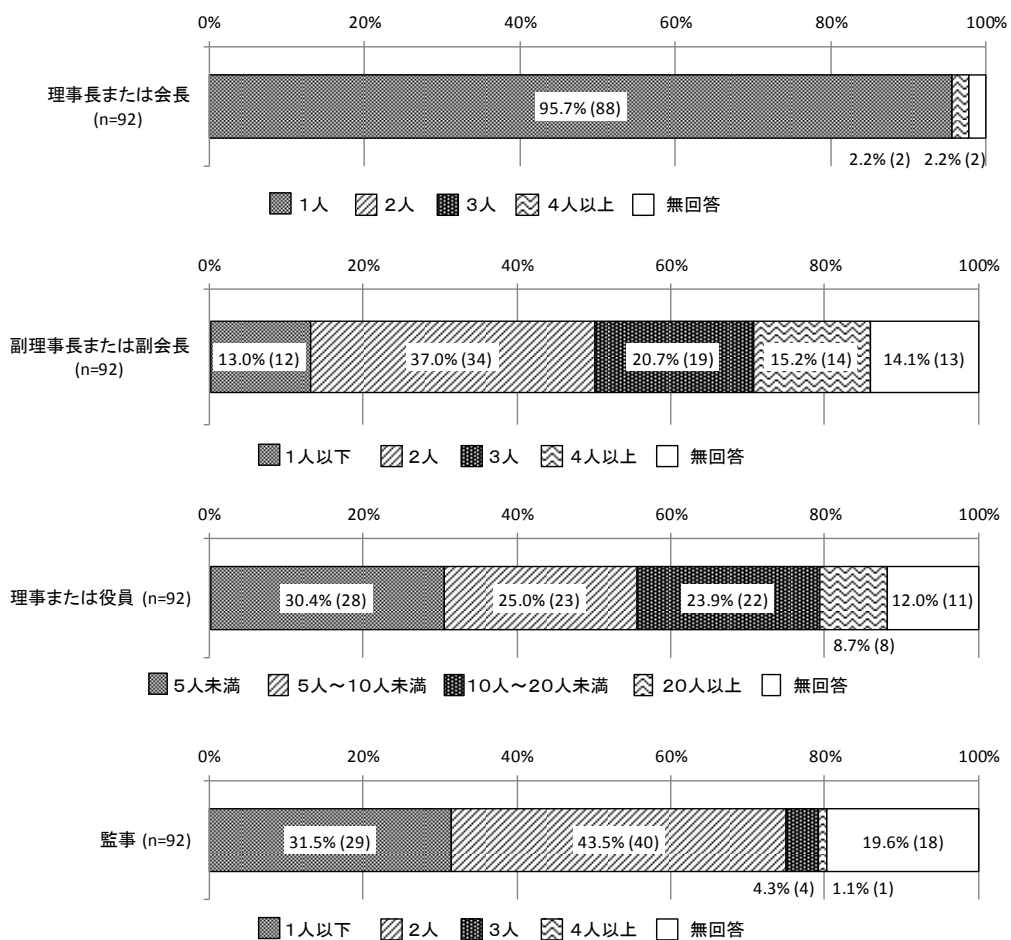 0% 20% 40% 60% 80% 100%
理事長または会長
(n=92)
95.7% (88)
2.2% (2) 2.2% (2)
1人 2人 3人 4人以上 無回答
0% 20% 40% 60% 80% 100%
副理事長または副会長
(n=92)
13.0% (12) 37.0% (34) 20.7% (19) 15.2% (14) 14.1% (13)
1人以下 2人 3人 4人以上 無回答
0% 20% 40% 60% 80% 100%
理事または役員 (n=92)
30.4% (28) 25.0% (23) 23.9% (22) 12.0% (11)
8.7% (8)
5人未満 5人～10人未満 10人～20人未満 20人以上 無回答
0% 20% 40% 60% 80% 100%
監事 (n=92)
31.5% (29) 43.5% (40) 19.6% (18)
4.3% (4) 1.1% (1)
1人以下 2人 3人 4人以上 無回答